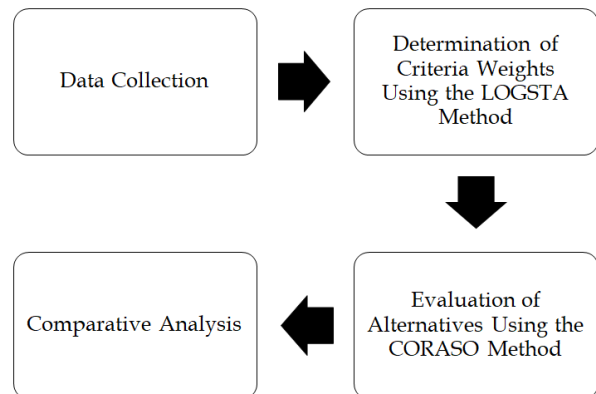 Data Collection
Determination of
Criteria Weights
Using the LOGSTA
Method
Evaluation of
Alternatives Using the
CORASO Method
Comparative Analysis